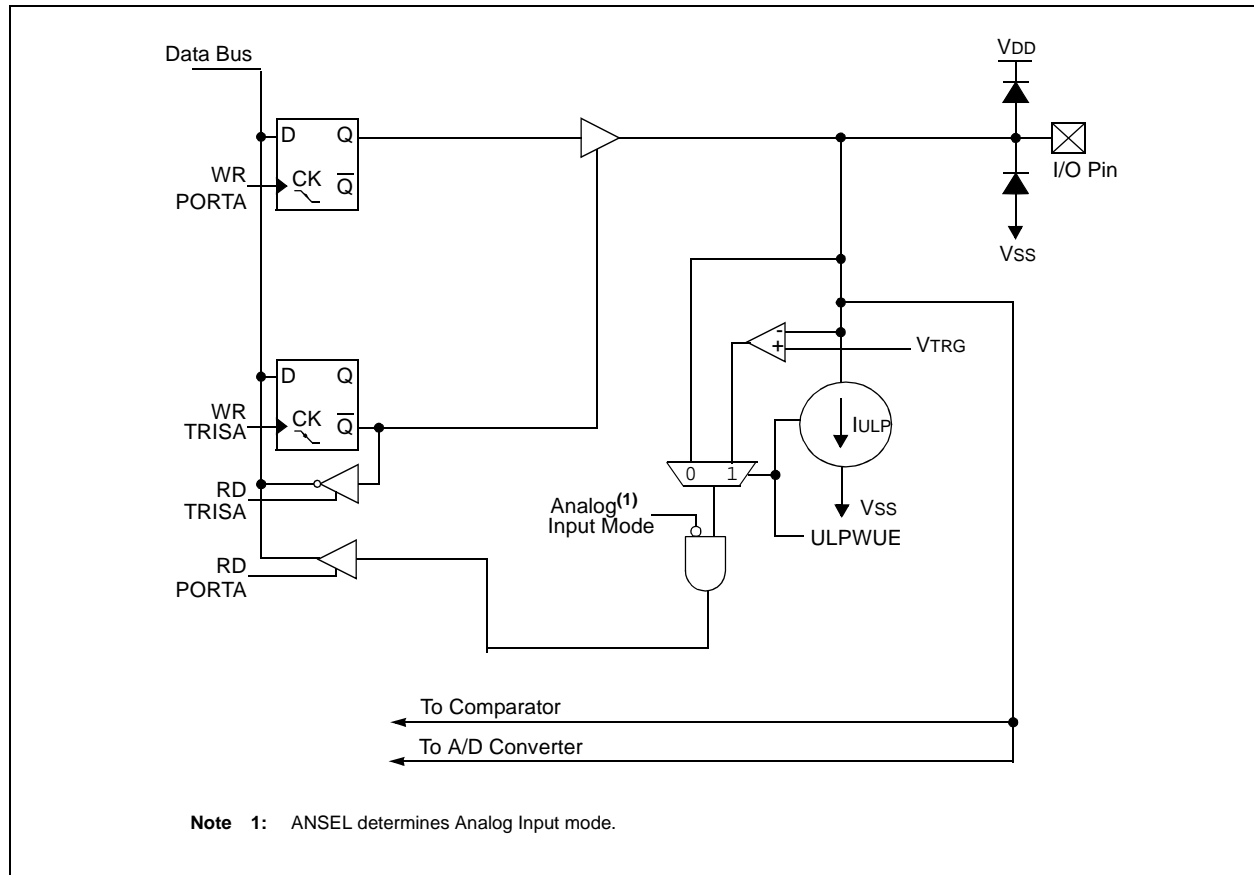 Data Bus
VDD
D Q
WR
PORTA
CK Q
I/O Pin
VSS
-
+
VTRG
D Q
WR
TRISA
CK Q
IULP
0 1
RD
TRISA
Analog(1)
Input Mode
VSS
ULPWUE
RD
PORTA
To Comparator
To A/D Converter
Note 1: ANSEL determines Analog Input mode.